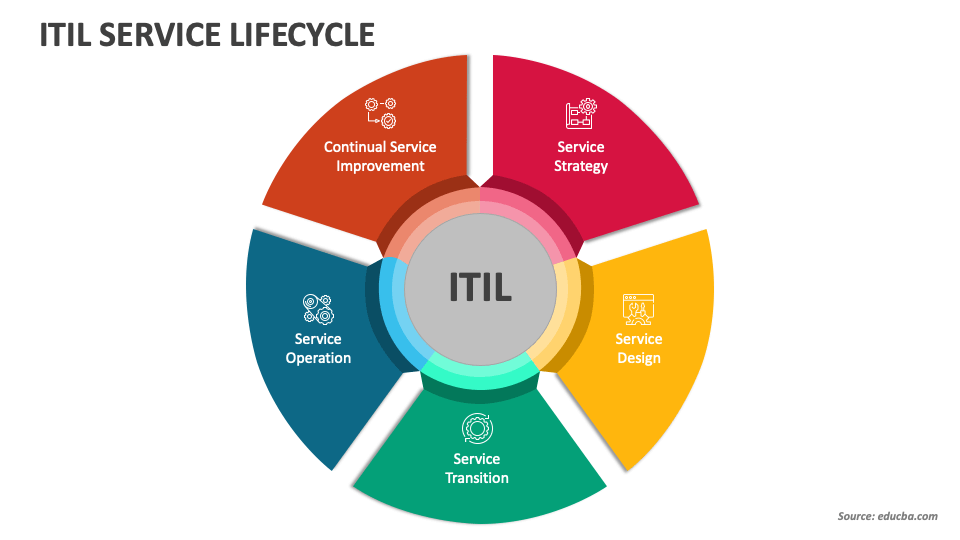 ITIL SERVICE LIFECYCLE
Continual Service
Improvement
Service
Strategy
Service
Operation
ITIL
Service
Design
Service
Transition
Source: educba.com